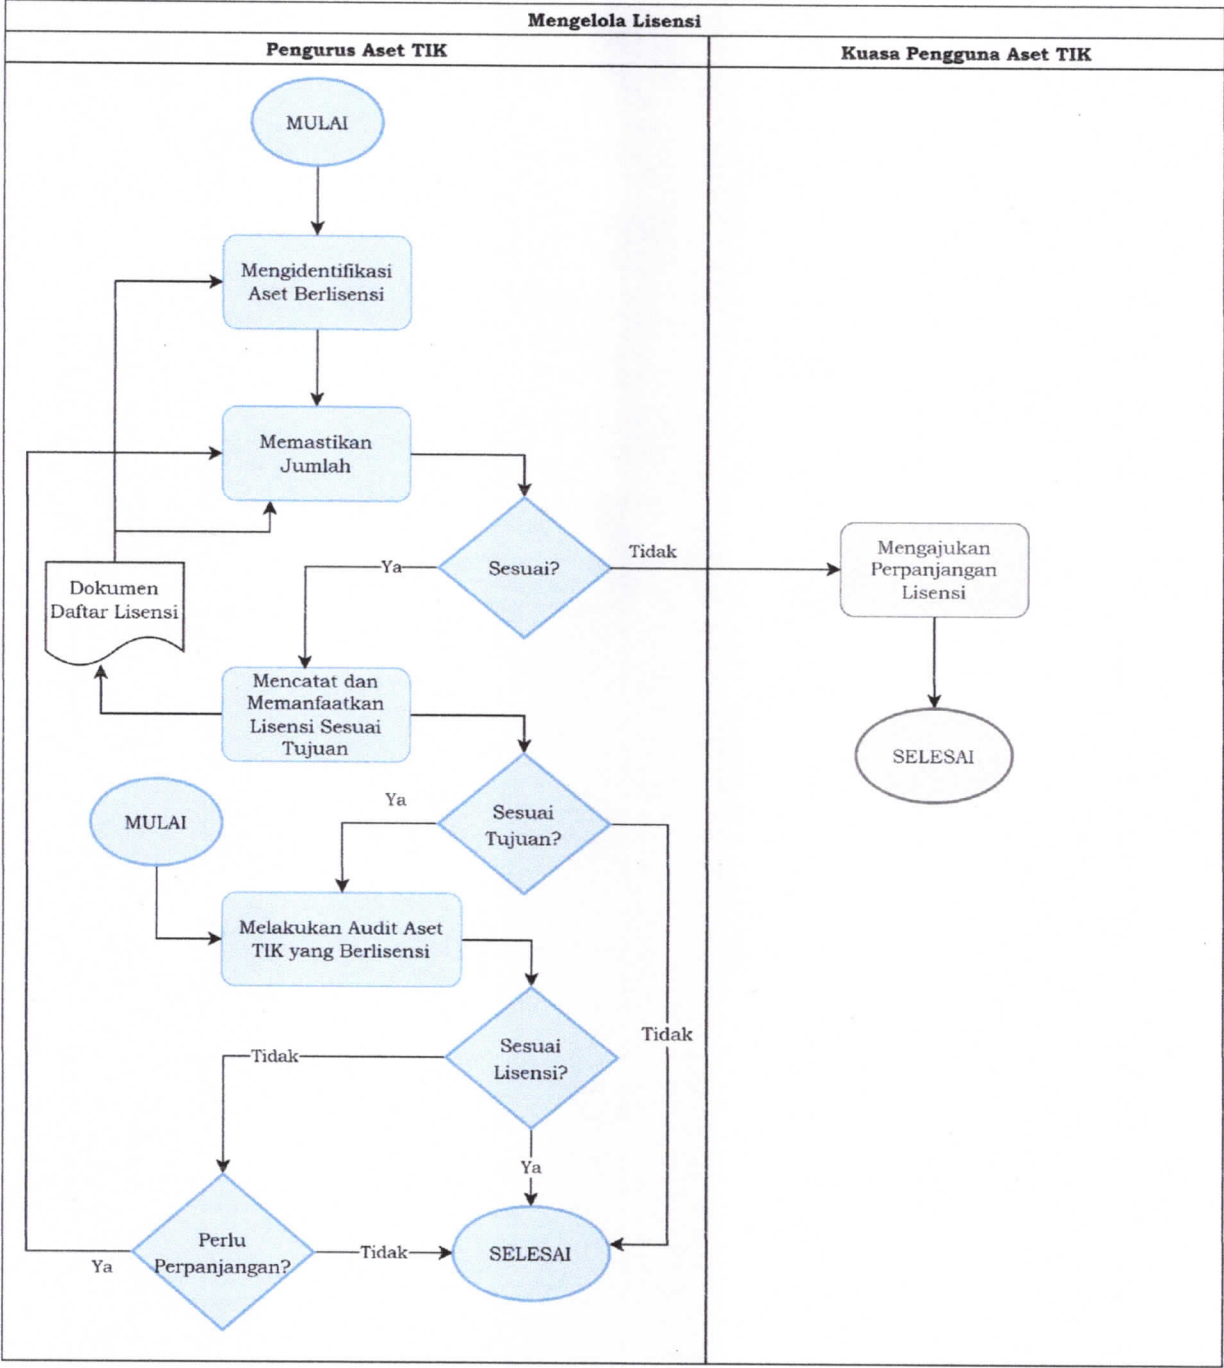 Mengelola Lisensi
Pengurus Aset TIK
Kuasa Pengguna Aset TIK
MULAI
Mengidentifikasi
Aset Berlisensi
Memastikan
Jumlah
Sesuai?
Tidak
Ya
Mengajukan
Perpanjangan
Lisensi
Dokumen
Daftar Lisensi
Mencatat dan
Memanfaatkan
Lisensi Sesuai
Tujuan
SELESAI
Sesuai
Tujuan?
Ya
Tidak
MULAI
Melakukan Audit Aset
TIK yang Berlisensi
Sesuai
Lisensi?
Tidak
Ya
Perlu
Perpanjangan?
Ya
Tidak
SELESAI